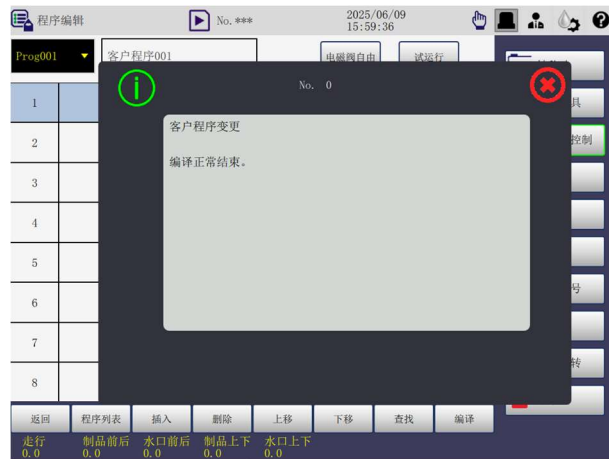 程序编辑
No. ***
2025/06/09
15:59:36
Prog001
客户程序001
电磁阀自由
试运行
No. 0
客户程序变更
编译正常结束。
具
控制
号
转
1
2
3
4
5
6
7
8
返回 程序列表 插入 删除 上移 下移 查找 编译
走行 制品前后 水口前后 制品上下 水口上下
0.0 0.0 0.0 0.0 0.0